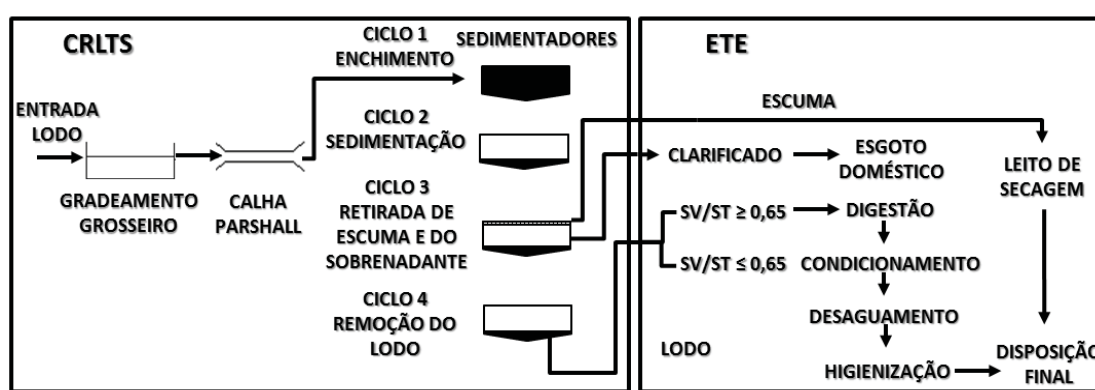 CRLTS
ENTRADA
LODO
GRADEAMENTO
GROSSEIRO
CALHA
PARSHALL
CICLO 1
ENCHIMENTO
SEDIMENTADORES
CICLO 2
SEDIMENTAÇÃO
CICLO 3
RETIRADA DE
ESCUMA E DO
SOBRENADANTE
CICLO 4
REMOÇÃO DO
LODO
ETE
ESCUMA
CLARIFICADO
ESGOTO
DOMÉSTICO
LEITO DE
SECAGEM
SV/ST ≥ 0,65
DIGESTÃO
SV/ST ≤ 0,65
CONDICIONAMENTO
DESAGUAMENTO
LODO
HIGIENIZAÇÃO
DISPOSIÇÃO
FINAL